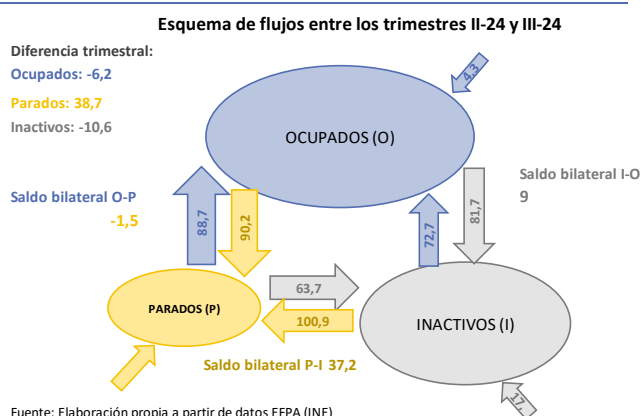 Esquema de flujos entre los trimestres II-24 y III-24
Diferencia trimestral:
Ocupados: -6,2
Parados: 38,7
Inactivos: -10,6
4,3
OCUPADOS (O)
Saldo bilateral O-P
-1,5
88,7
90,2
72,7
81,7
Saldo bilateral I-O
9
63,7
100,9
PARADOS (P)
INACTIVOS (I)
Saldo bilateral P-I 37,2
17,
Fuente: Elaboración propia a partir de datos EFPA (INE)